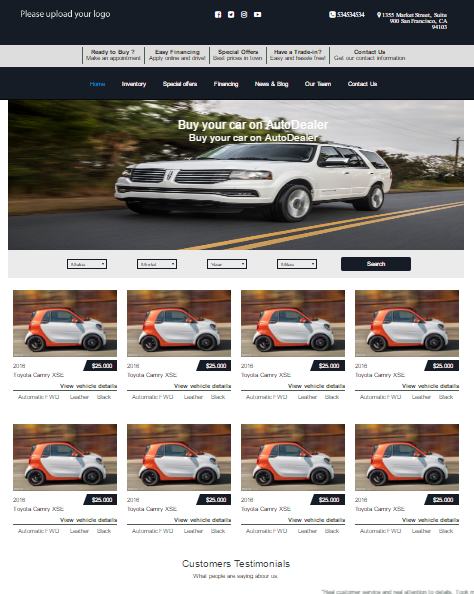 Please upload your logo
534534534
1355 Market Street, Suite
900 San Francisco, CA
94103
Ready to Buy ? Easy Financing Special Offers Have a Trade-in? Contact Us
Make an appointment Apply online and drive! Best prices in town Easy and hassle free! Get our contact information
Home Inventory Special offers Financing News & Blog Our Team Contact Us
Buy your car on AutoDealer
Buy your car on AutoDealer
Make Model Year Miles Search
2016 $25.000 2016 $25.000 2016 $25.000 2016 $25.000
Toyota Camry XSE Toyota Camry XSE Toyota Camry XSE Toyota Camry XSE
View vehicle details View vehicle details View vehicle details View vehicle details
Automatic FWD Leather Black Automatic FWD Leather Black Automatic FWD Leather Black Automatic FWD Leather Black
2016 $25.000 2016 $25.000 2016 $25.000 2016 $25.000
Toyota Camry XSE Toyota Camry XSE Toyota Camry XSE Toyota Camry XSE
View vehicle details View vehicle details View vehicle details View vehicle details
Automatic FWD Leather Black Automatic FWD Leather Black Automatic FWD Leather Black Automatic FWD Leather Black
Customers Testimonials
What people are saying about us.
"Real customer service and real attention to details. Took m